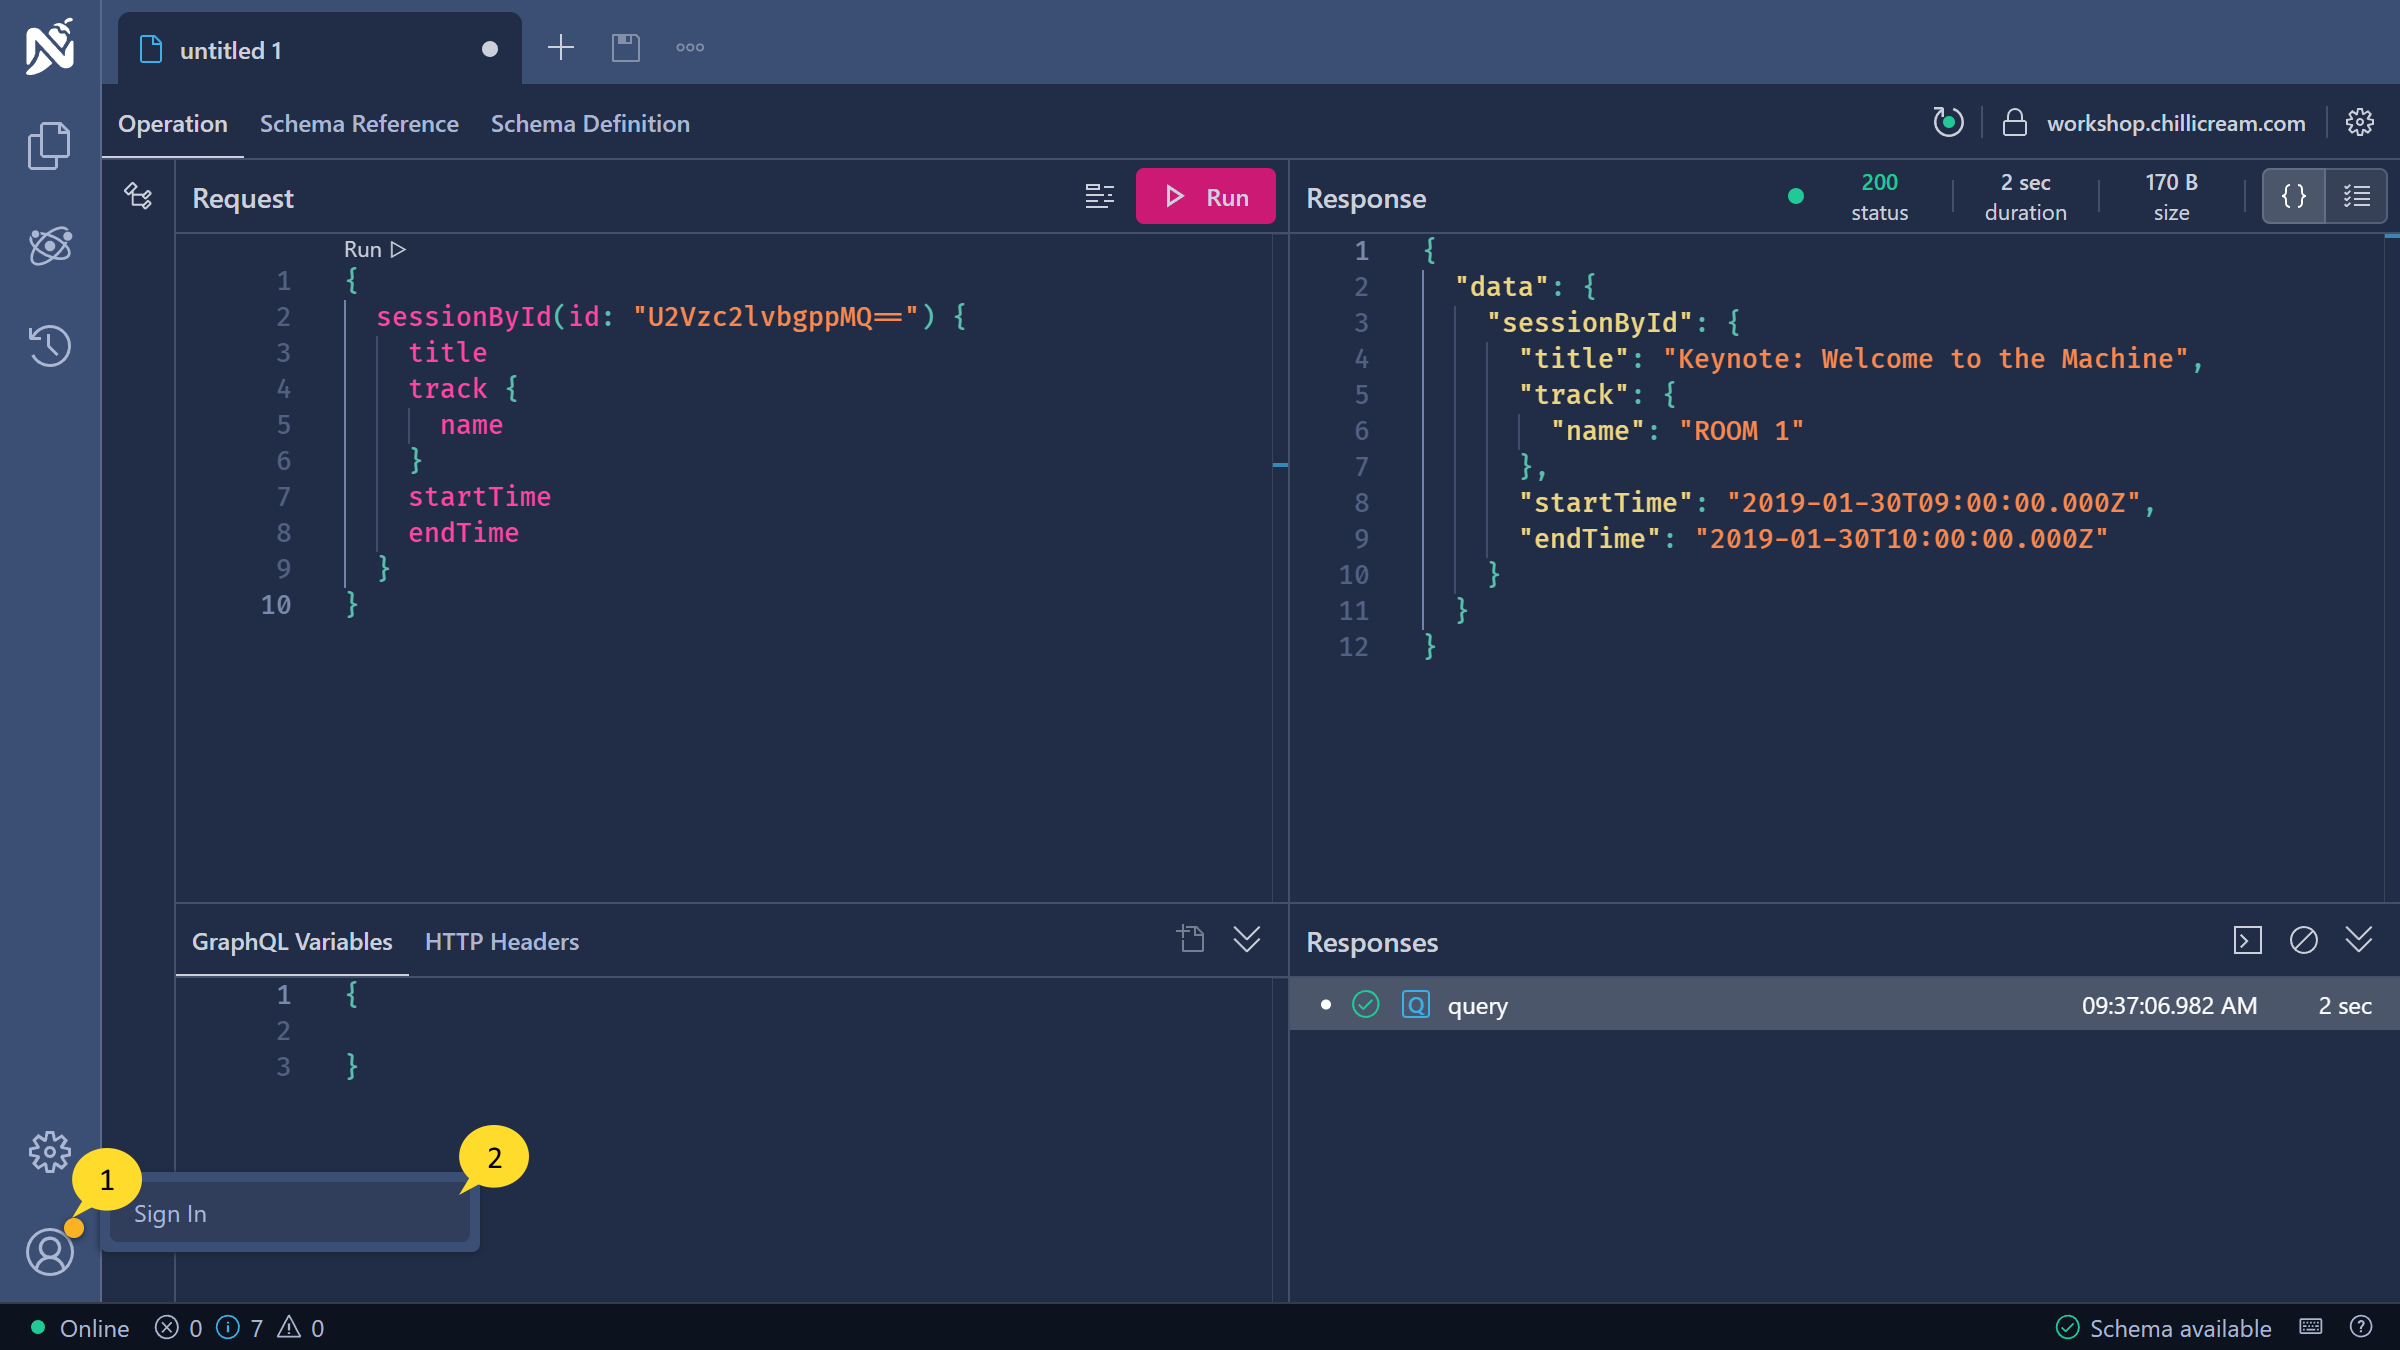 untitled 1
Operation
Schema Reference
Schema Definition
workshop.chillicream.com
Request
Run
Response
200
status
2 sec
duration
170 B
size
{}
Run
1 {
2 sessionById(id: "U2Vzc2lvbgppMQ==") {
3 title
4 track {
5 name
6 }
7 startTime
8 endTime
9 }
10 }
1 {
2 "data": {
3 "sessionById": {
4 "title": "Keynote: Welcome to the Machine",
5 "track": {
6 "name": "ROOM 1"
7 },
8 "startTime": "2019-01-30T09:00:00.000Z",
9 "endTime": "2019-01-30T10:00:00.000Z"
10 }
11 }
12 }
GraphQL Variables
HTTP Headers
1 {
2
3 }
Responses
Q query 09:37:06.982 AM 2 sec
1
2
Sign In
Online 0 7 0
Schema available